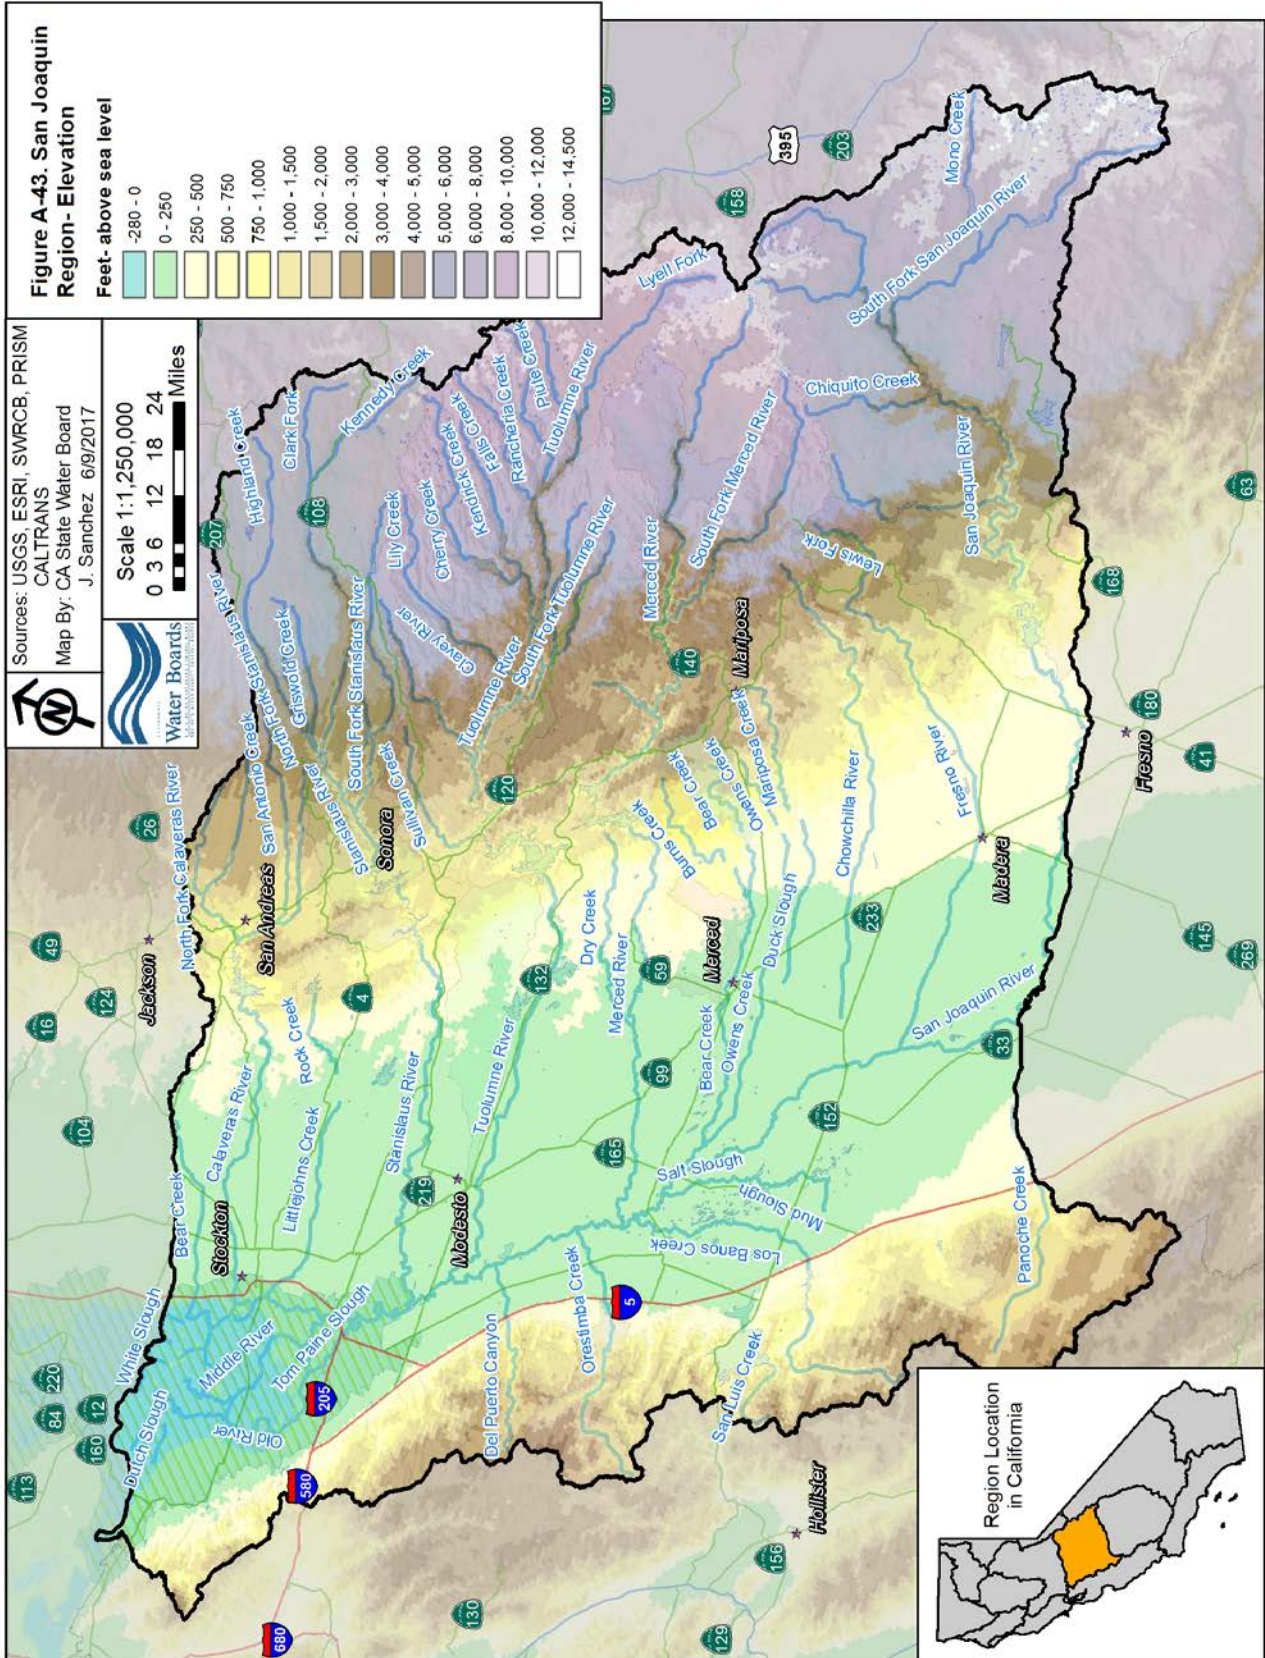 Figure A-43. San Joaquin
Region- Elevation
Feet- above sea level
-280 - 0
0 - 250
250 - 500
500 - 750
750 - 1,000
1,000 - 1,500
1,500 - 2,000
2,000 - 3,000
3,000 - 4,000
4,000 - 5,000
5,000 - 6,000
6,000 - 8,000
8,000 - 10,000
10,000 - 12,000
12,000 - 14,500
Sources: USGS, ESRI, SWRCB, PRISM
CALTRANS
Map By: CA State Water Board
J. Sanchez 6/9/2017
Scale 1:1,250,000
0 3 6 12 18 24
Miles
N
Water Boards
Highland Creek
Clark Fork
Kennedy Creek
Lily Creek
Cherry Creek
Kendrick Creek
Falls Creek
Rancheria Creek
Piute Creek
Tuolumne River
Lyell Fork
Mono Creek
South Fork San Joaquin River
Chiquito Creek
South Fork Merced River
Merced River
San Joaquin River
Lewis Fork
South Fork Tuolumne River
Tuolumne River
Clavey River
South Fork Stanislaus River
Griswold Creek
North Fork Stanislaus River
San Antonio Creek
North Fork Calaveras River
Stanislaus River
Sullivan Creek
Sonora
San Andreas
Jackson
Mariposa
Bear Creek
Burns Creek
Owens Creek
Mariposa Creek
Chowchilla River
Fresno River
Madera
Fresno
Merced
Duck Slough
Dry Creek
Merced River
Bear Creek
Owens Creek
San Joaquin River
Rock Creek
Calaveras River
Littlejohns Creek
Stanislaus River
Tuolumne River
Modesto
Stockton
Bear Creek
White Slough
Dutch Slough
Middle River
Tom Paine Slough
Old River
Salt Slough
Mud Slough
Los Banos Creek
Orestimba Creek
Del Puerto Canyon
San Luis Creek
Panoche Creek
Hollister
167
395
203
158
207
108
140
120
26
49
124
16
104
4
132
59
99
165
219
152
233
33
168
63
180
41
145
269
220
84
12
160
113
205
580
5
680
130
129
156
Region Location
in California